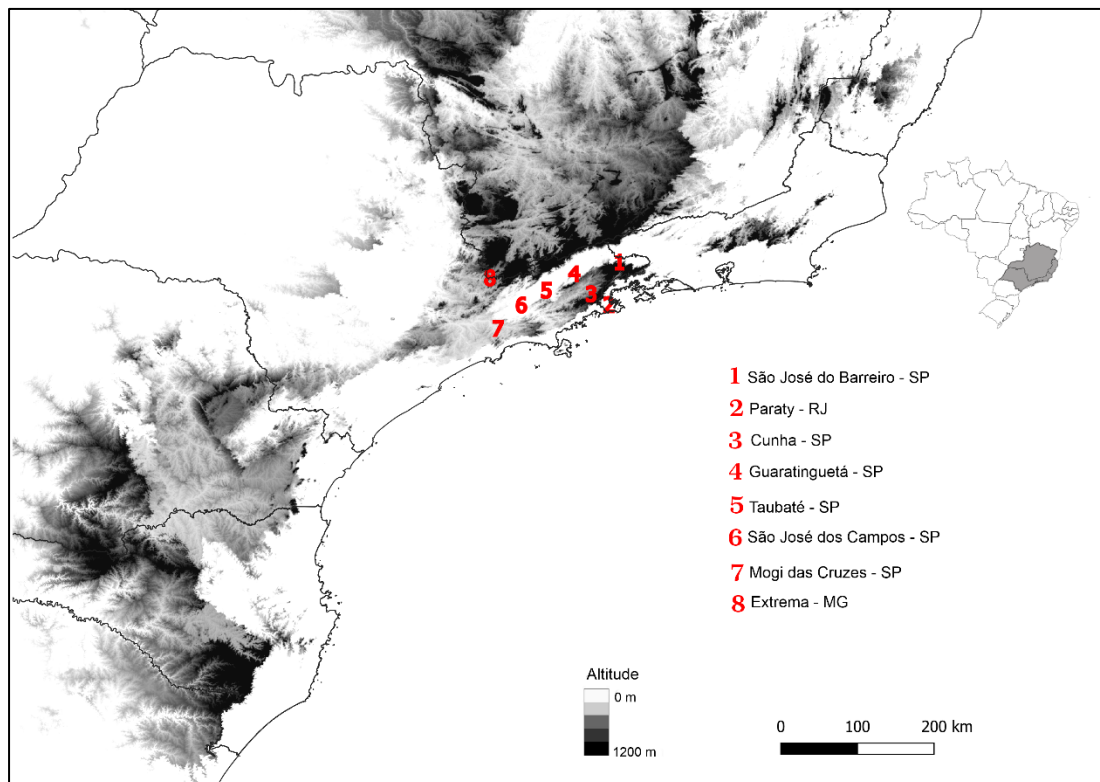 1
4
8
3
5
6
2
7
1 São José do Barreiro - SP
2 Paraty - RJ
3 Cunha - SP
4 Guaratinguetá - SP
5 Taubaté - SP
6 São José dos Campos - SP
7 Mogi das Cruzes - SP
8 Extrema - MG
Altitude
0 m
1200 m
0 100 200 km